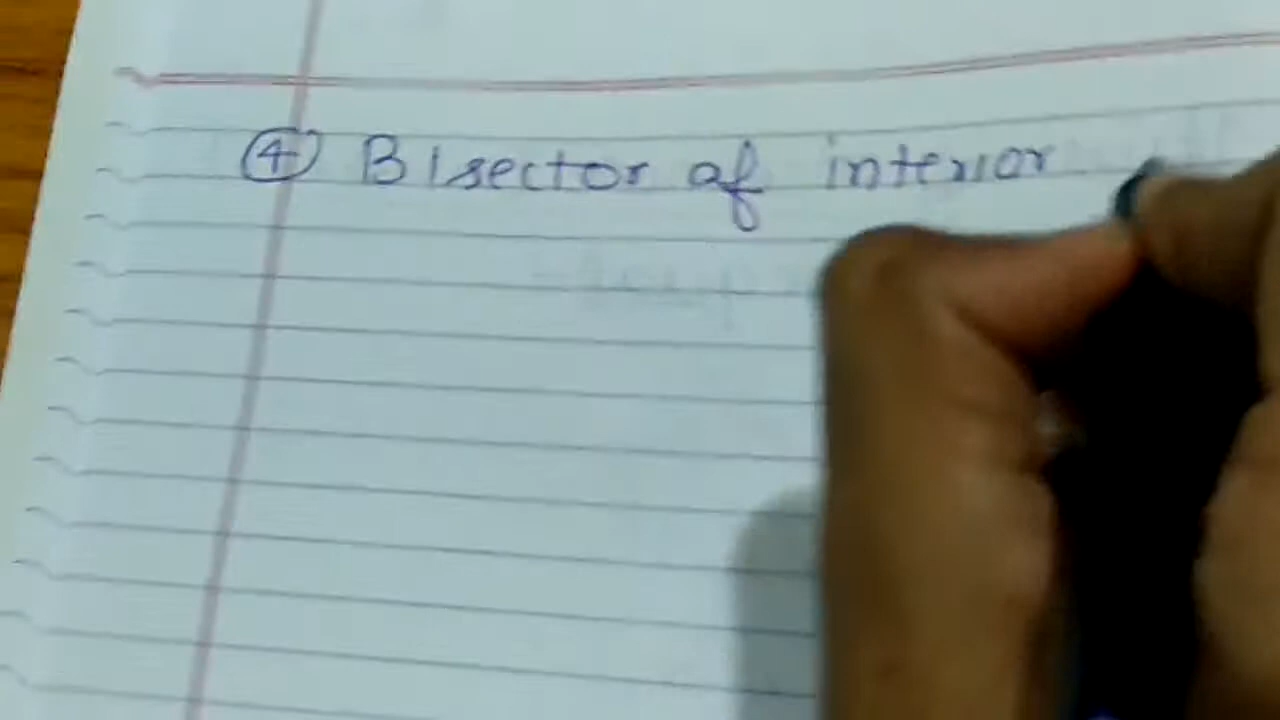 ④ Bisector of interior